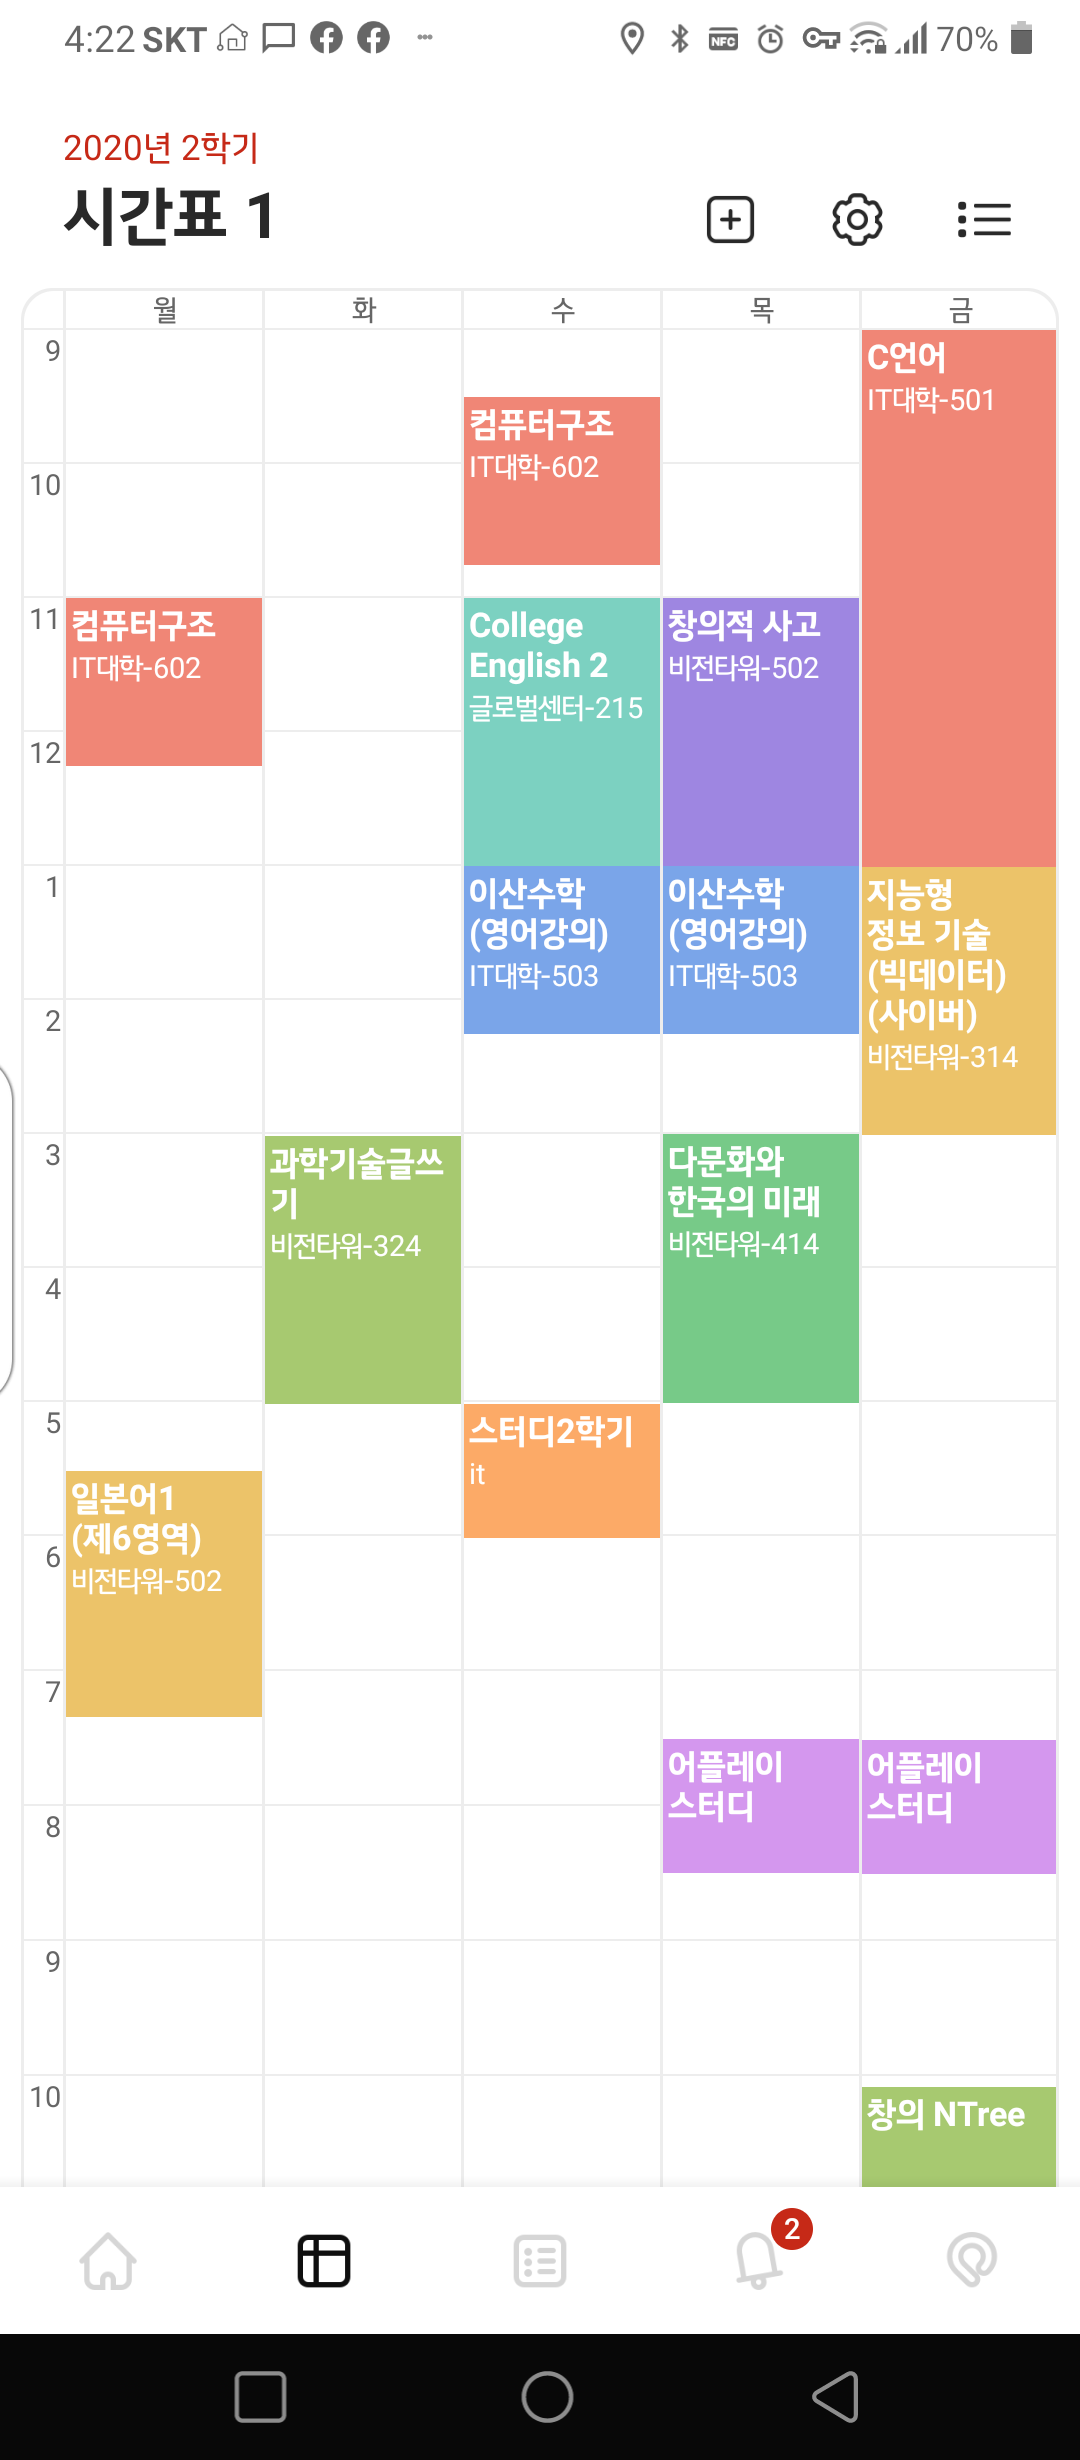 4:22 SKT
NFC
70%
2020년 2학기
시간표 1
월 화 수 목 금
9
C언어
IT대학-501
컴퓨터구조
IT대학-602
10
11
컴퓨터구조
IT대학-602
College
English 2
글로벌센터-215
창의적 사고
비전타워-502
12
1
이산수학
(영어강의)
IT대학-503
이산수학
(영어강의)
IT대학-503
지능형
정보 기술
(빅데이터)
(사이버)
비전타워-314
2
3
과학기술글쓰
기
비전타워-324
다문화와
한국의 미래
비전타워-414
4
5
스터디2학기
it
일본어1
(제6영역)
비전타워-502
6
7
어플레이
스터디
어플레이
스터디
8
9
10
창의 NTree
2